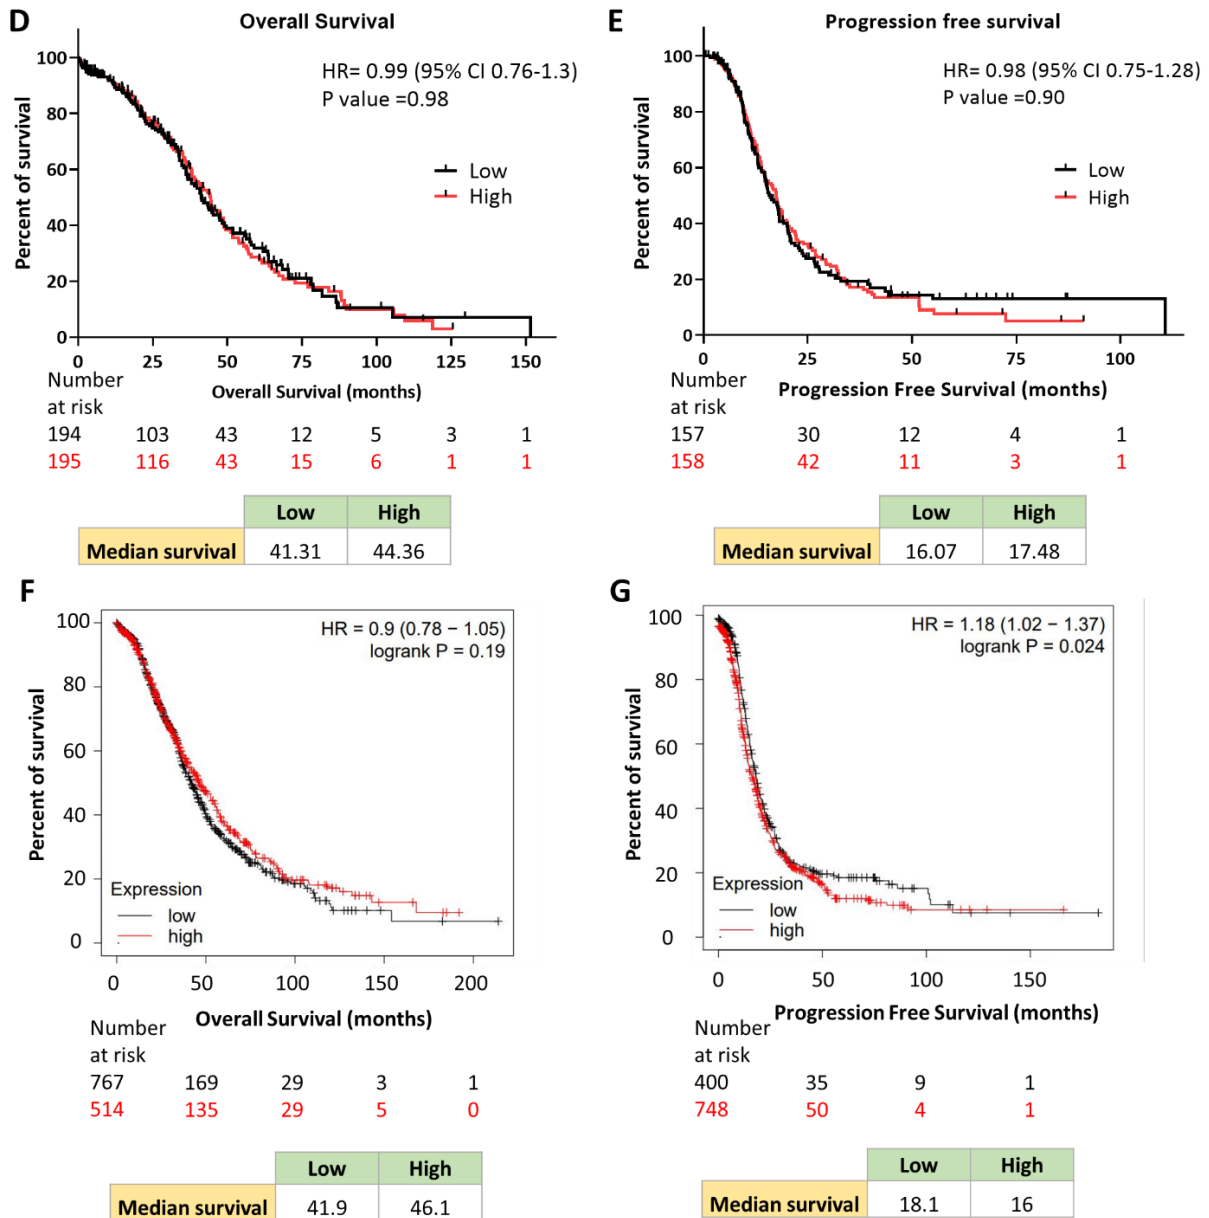 D
Overall Survival
HR= 0.99 (95% CI 0.76-1.3)
P value =0.98
Low
High
Percent of survival
100
80
60
40
20
0
0 25 50 75 100 125 150
Overall Survival (months)
Number
at risk
194 103 43 12 5 3 1
195 116 43 15 6 1 1
Low High
Median survival 41.31 44.36
E
Progression free survival
HR= 0.98 (95% CI 0.75-1.28)
P value =0.90
Low
High
Percent of survival
100
80
60
40
20
0
0 25 50 75 100
Progression Free Survival (months)
Number
at risk
157 30 12 4 1
158 42 11 3 1
Low High
Median survival 16.07 17.48
F
HR = 0.9 (0.78 − 1.05)
logrank P = 0.19
Percent of survival
100
80
60
40
20
0
Expression
low
high
0 50 100 150 200
Overall Survival (months)
Number
at risk
767 169 29 3 1
514 135 29 5 0
Low High
Median survival 41.9 46.1
G
HR = 1.18 (1.02 − 1.37)
logrank P = 0.024
Percent of survival
100
80
60
40
20
0
Expression
low
high
0 50 100 150
Progression Free Survival (months)
Number
at risk
400 35 9 1
748 50 4 1
Low High
Median survival 18.1 16